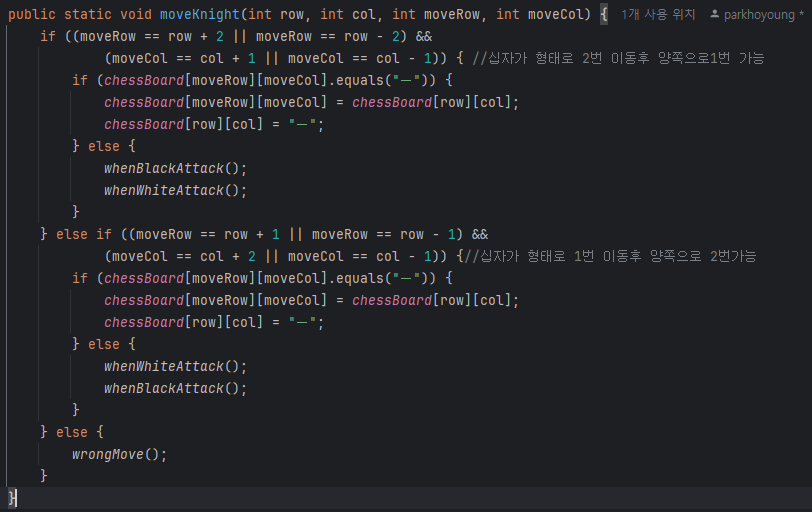 public static void moveKnight(int row, int col, int moveRow, int moveCol) { 1개 사용 위치 parkhoyoung *
if ((moveRow == row + 2 || moveRow == row - 2) &&
(moveCol == col + 1 || moveCol == col - 1)) { //십자가 형태로 2번 이동후 양쪽으로1번 가능
if (chessBoard[moveRow][moveCol].equals("ㅡ")) {
chessBoard[moveRow][moveCol] = chessBoard[row][col];
chessBoard[row][col] = "ㅡ";
} else {
whenBlackAttack();
whenWhiteAttack();
}
} else if ((moveRow == row + 1 || moveRow == row - 1) &&
(moveCol == col + 2 || moveCol == col - 1)) {//십자가 형태로 1번 이동후 양쪽으로 2번가능
if (chessBoard[moveRow][moveCol].equals("ㅡ")) {
chessBoard[moveRow][moveCol] = chessBoard[row][col];
chessBoard[row][col] = "ㅡ";
} else {
whenWhiteAttack();
whenBlackAttack();
}
} else {
wrongMove();
}
}